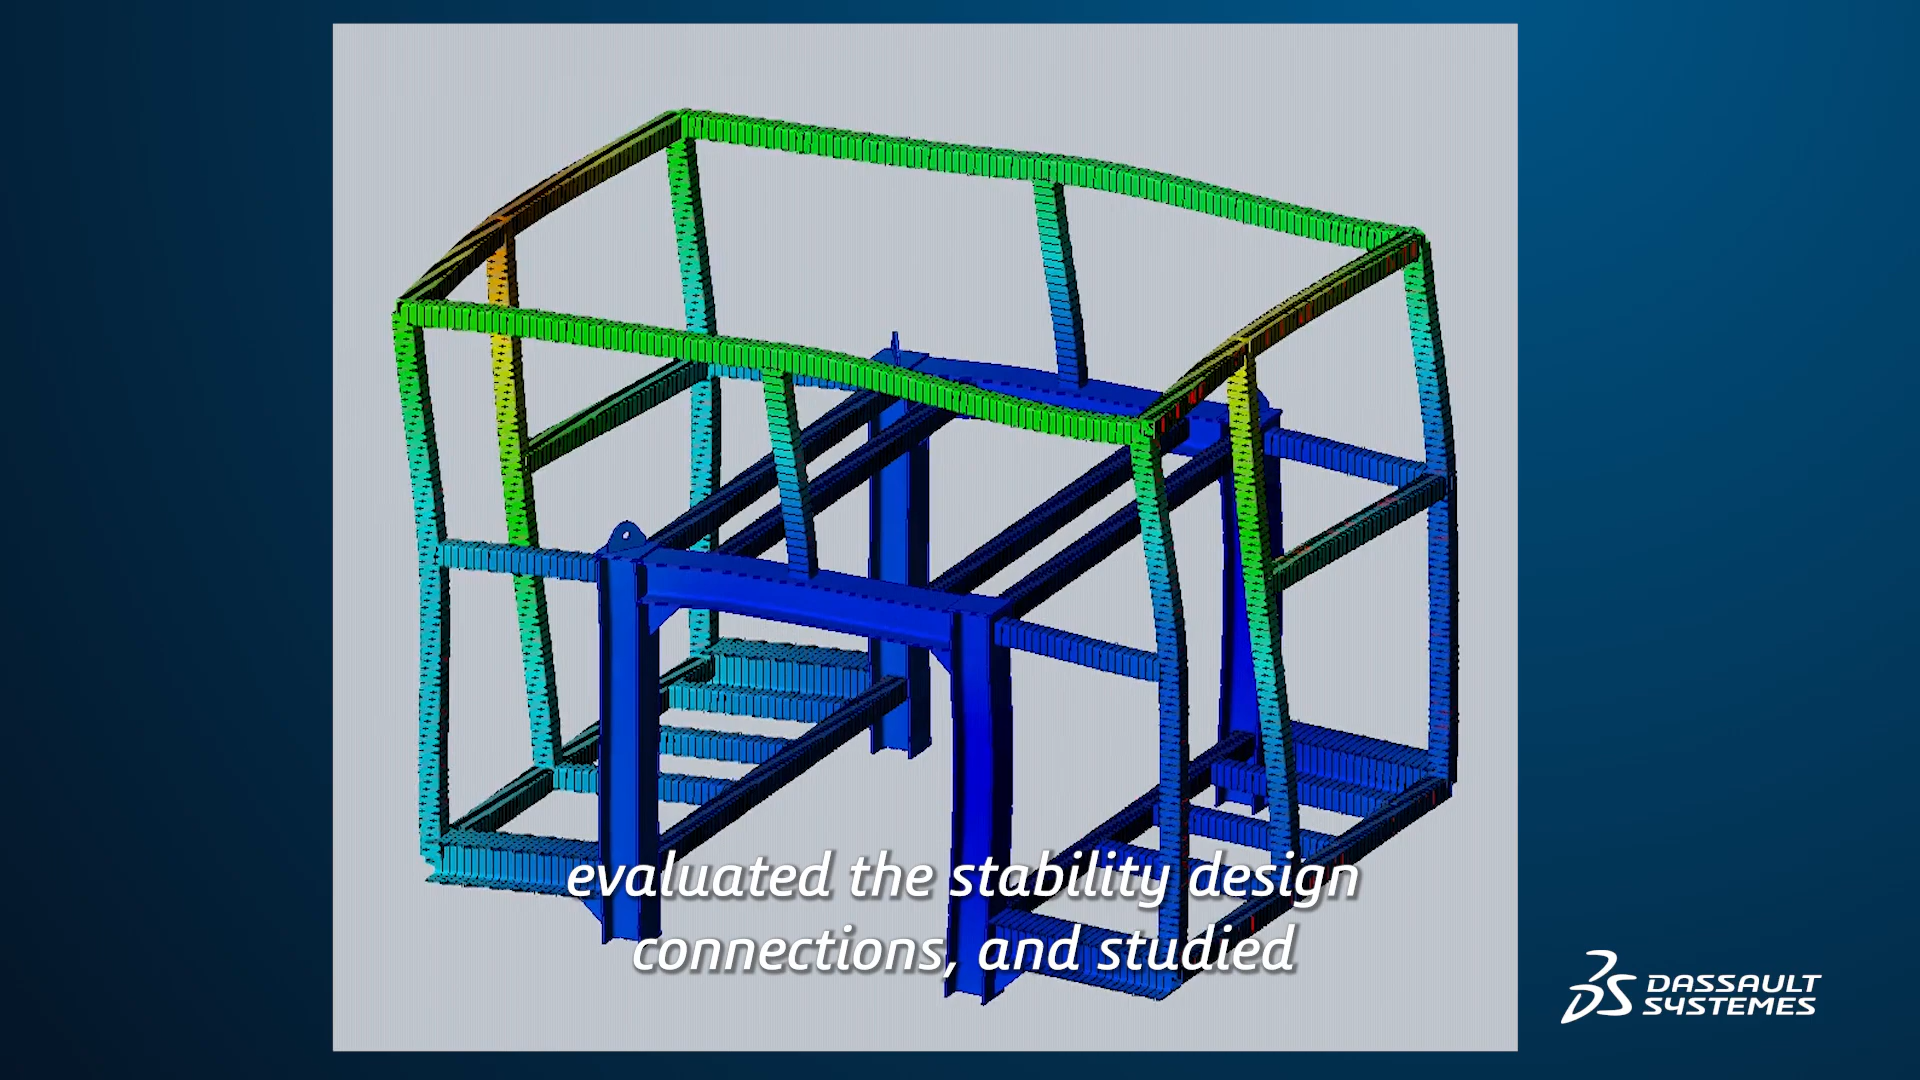 evaluated the stability design
connections, and studied
DASSAULT
SYSTEMES